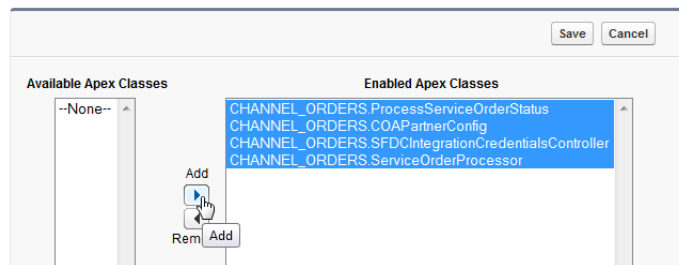 Save Cancel
Available Apex Classes Enabled Apex Classes
--None-- CHANNEL_ORDERS.ProcessServiceOrderStatus
CHANNEL_ORDERS.COAPartnerConfig
CHANNEL_ORDERS.SFDCIntegrationCredentialsController
CHANNEL_ORDERS.ServiceOrderProcessor
Add
Add